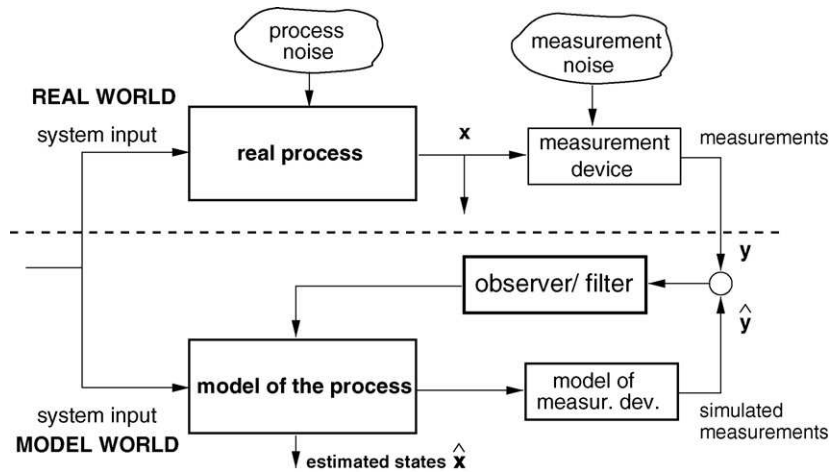 process
noise
measurement
noise
REAL WORLD
system input
real process
x
measurement
device
measurements
y
observer/ filter
ŷ
model of the process
model of
measur. dev.
system input
simulated
measurements
MODEL WORLD
estimated states x̂